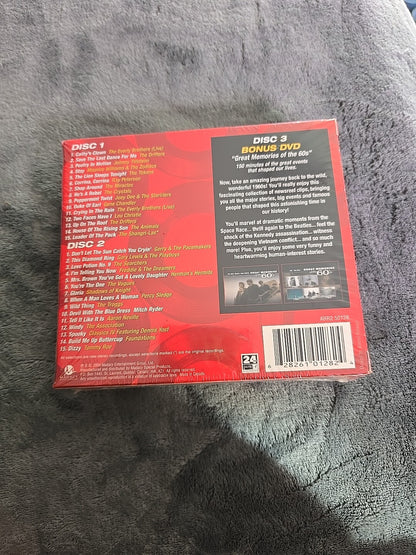 DISC 1
1. Cathy's Clown The Everly Brothers (Live)
2. Save The Last Dance For Me The Drifters
3. Poetry In Motion Johnny Tillotson
4. Stay Maurice Williams & The Zodiacs
5. The Lion Sleeps Tonight The Tokens
6. Corrina, Corrina Ray Peterson
7. Shop Around The Miracles
8. He's A Rebel The Crystals
9. Peppermint Twist Joey Dee & The Starliters
10. Duke Of Earl Gene Chandler
11. Crying In The Rain The Everly Brothers (Live)
12. Two Faces Have I Lou Christie
13. Up On The Roof The Drifters
14. House Of The Rising Sun The Animals
15. Leader Of The Pack The Shangri-Las
DISC 2
1. Don't Let The Sun Catch You Cryin' Gerry & The Pacemakers
2. This Diamond Ring Gary Lewis & The Playboys
3. Love Potion No. 9 The Searchers
4. I'm Telling You Now Freddie & The Dreamers
5. Mrs. Brown You've Got A Lovely Daughter Herman's Hermits
6. You're The One The Vogues
7. Gloria Shadows of Knight
8. When A Man Loves A Woman Percy Sledge
9. Wild Thing The Troggs
10. Devil With The Blue Dress Mitch Ryder
11. Tell It Like It Is Aaron Neville
12. Windy The Association
13. Spooky Classics IV Featuring Dennis Yost
14. Build Me Up Buttercup Foundations
15. Dizzy Tommy Roe
DISC 3
BONUS DVD
"Great Memories of the 60s"
150 minutes of the great events
that shaped our lives:
Now, take an amazing journey back to the wild,
wonderful 1960s! You'll really enjoy this
fascinating collection of newsreel clips, bringing
you all the major stories, big events and famous
people that shaped this astonishing time in
our history!
You'll marvel at dramatic moments from the
Space Race... thrill again to the Beatles... feel the
shock of the Kennedy assassination... witness
the despairing Vietnam conflict... and so much
more! Plus, you'll enjoy some very funny and
heartwarming human-interest stories.
60s
24
6 28261 01282 4